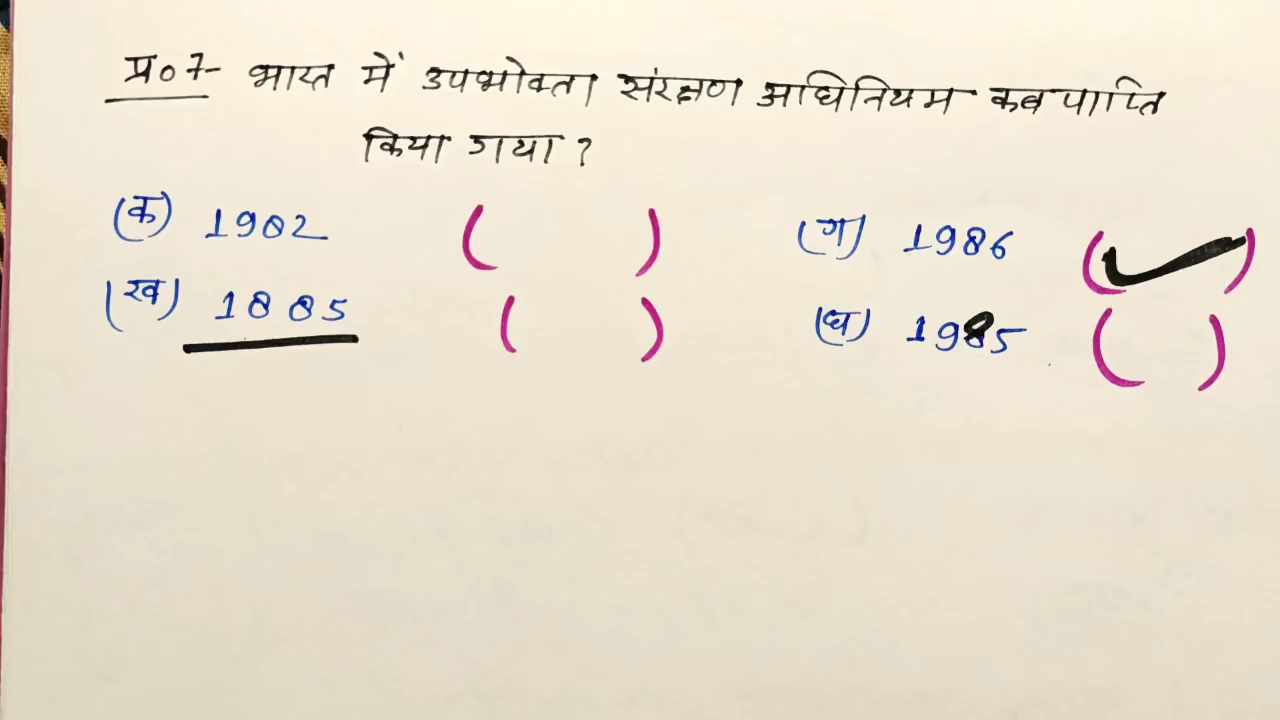 प्र०7- भारत में उपभोक्ता संरक्षण अधिनियम कब पाप्ति
किया गया ?
(क) 1982 ( ) (ग) 1986 (✓)
(ख) 1885 ( ) (घ) 1985 ( )